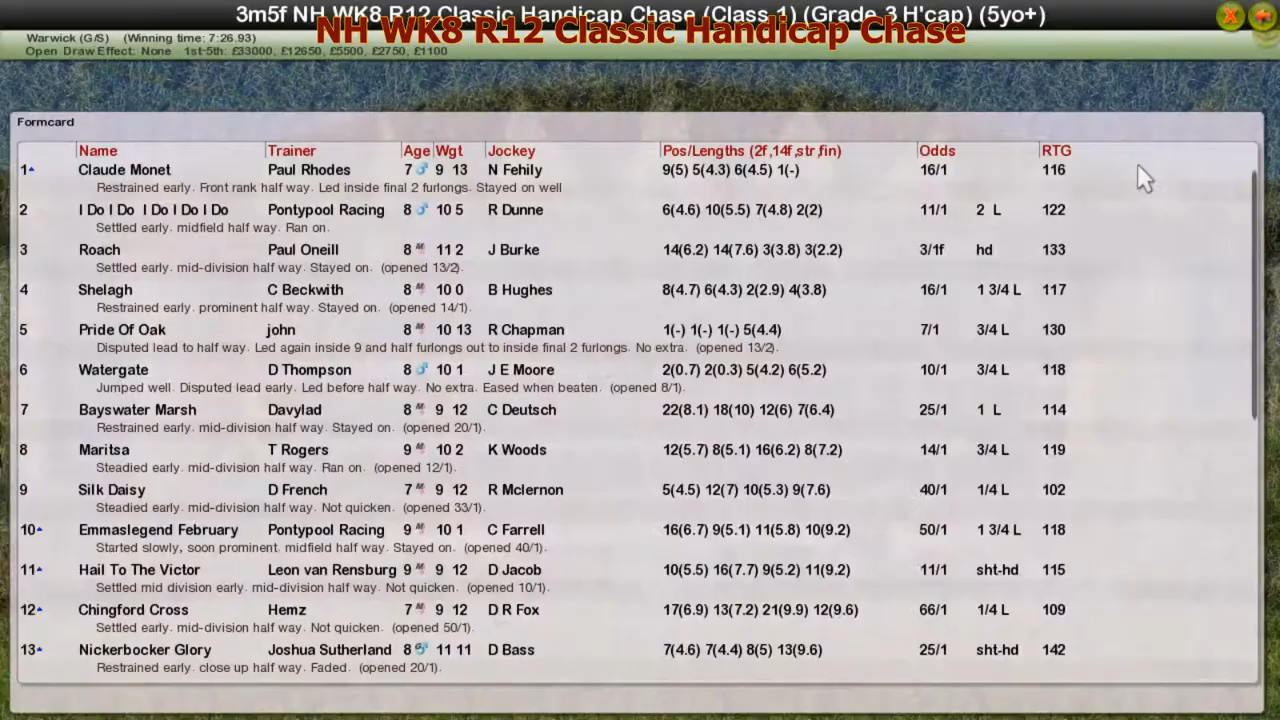 3m5f NH WK8 R12 Classic Handicap Chase (Class 1) (Grade 3 H'cap) (5yo+)
NH WK8 R12 Classic Handicap Chase
Warwick (G/S) (Winning time: 7:26.93)
Open Draw Effect: None 1st-5th: £33000, £12650, £5500, £2750, £1100
Formcard
Name Trainer Age Wgt Jockey Pos/Lengths (2f,14f,str,fin) Odds RTG
1 Claude Monet Paul Rhodes 7 9 13 N Fehily 9(5) 5(4.3) 6(4.5) 1(-) 16/1 116
Restrained early. Front rank half way. Led inside final 2 furlongs. Stayed on well
2 I Do I Do I Do I Do I Do Pontypool Racing 8 10 5 R Dunne 6(4.6) 10(5.5) 7(4.8) 2(2) 11/1 2 L 122
Settled early. midfield half way. Ran on.
3 Roach Paul Oneill 8 11 2 J Burke 14(6.2) 14(7.6) 3(3.8) 3(2.2) 3/1f hd 133
Settled early. mid-division half way. Stayed on. (opened 13/2).
4 Shelagh C Beckwith 8 10 0 B Hughes 8(4.7) 6(4.3) 2(2.9) 4(3.8) 16/1 1 3/4 L 117
Restrained early. prominent half way. Stayed on. (opened 14/1).
5 Pride Of Oak john 8 10 13 R Chapman 1(-) 1(-) 1(-) 5(4.4) 7/1 3/4 L 130
Disputed lead to half way. Led again inside 9 and half furlongs out to inside final 2 furlongs. No extra. (opened 13/2).
6 Watergate D Thompson 8 10 1 J E Moore 2(0.7) 2(0.3) 5(4.2) 6(5.2) 10/1 3/4 L 118
Jumped well. Disputed lead early. Led before half way. No extra. Eased when beaten. (opened 8/1).
7 Bayswater Marsh Davylad 8 9 12 C Deutsch 22(8.1) 18(10) 12(6) 7(6.4) 25/1 1 L 114
Restrained early. mid-division half way. Stayed on. (opened 20/1).
8 Maritsa T Rogers 9 10 2 K Woods 12(5.7) 8(5.1) 16(6.2) 8(7.2) 14/1 3/4 L 119
Steadied early. mid-division half way. Ran on. (opened 12/1).
9 Silk Daisy D French 7 9 12 R Mclernon 5(4.5) 12(7) 10(5.3) 9(7.6) 40/1 1/4 L 102
Steadied early. mid-division half way. Not quicken. (opened 33/1).
10 Emmaslegend February Pontypool Racing 9 10 1 C Farrell 16(6.7) 9(5.1) 11(5.8) 10(9.2) 50/1 1 3/4 L 118
Started slowly, soon prominent. midfield half way. Stayed on. (opened 40/1).
11 Hail To The Victor Leon van Rensburg 9 9 12 D Jacob 10(5.5) 16(7.7) 9(5.2) 11(9.2) 11/1 sht-hd 115
Settled mid division early. mid-division half way. Not quicken. (opened 10/1).
12 Chingford Cross Hemz 7 9 12 D R Fox 17(6.9) 13(7.2) 21(9.9) 12(9.6) 66/1 1/4 L 109
Settled early. mid-division half way. Not quicken. (opened 50/1).
13 Nickerbocker Glory Joshua Sutherland 8 11 11 D Bass 7(4.6) 7(4.4) 8(5) 13(9.6) 25/1 sht-hd 142
Restrained early. close up half way. Faded. (opened 20/1).